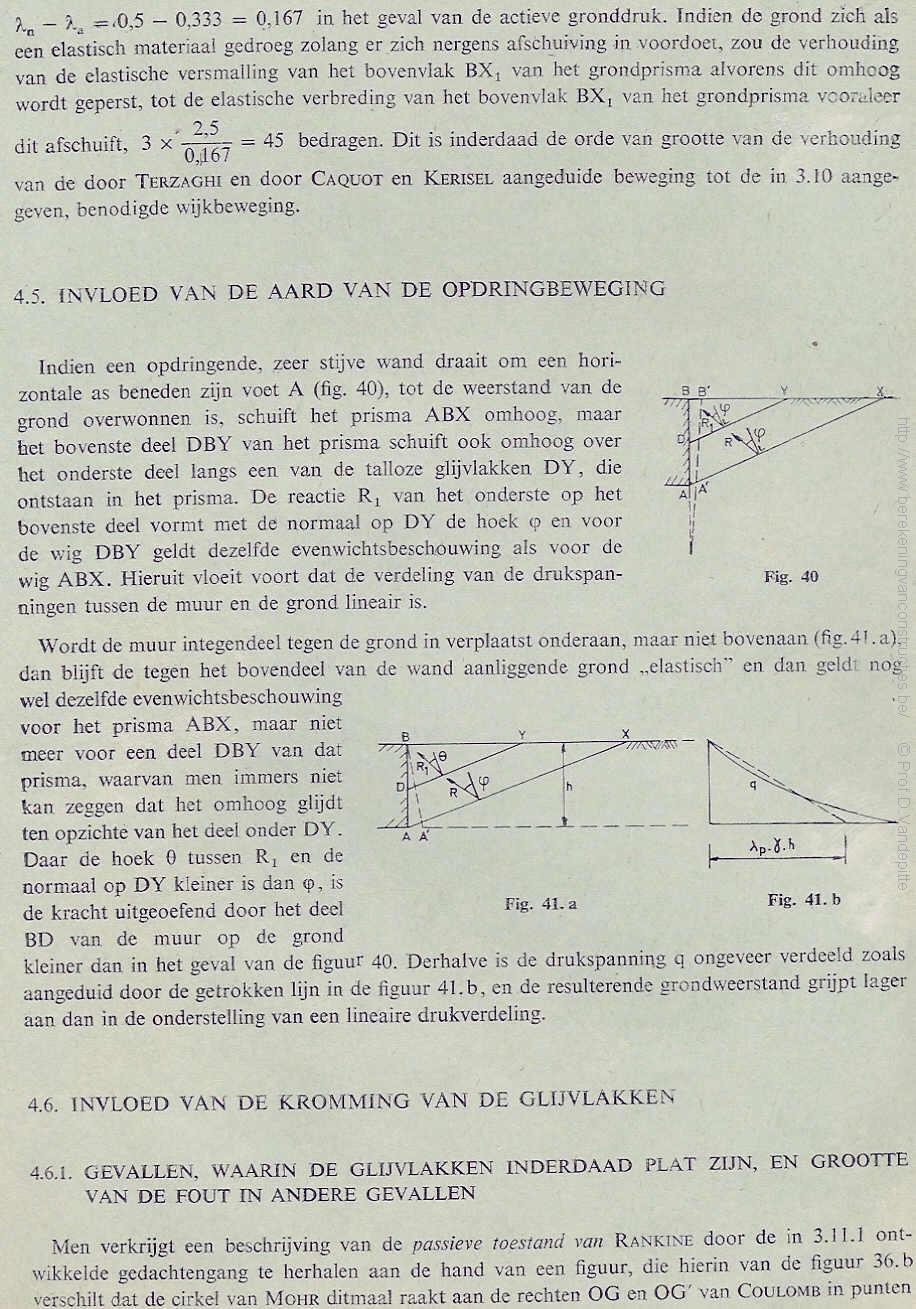 λn − λa = 0,5 − 0,333 = 0,167 in het geval van de actieve gronddruk. Indien de grond zich als
een elastisch materiaal gedroeg zolang er zich nergens afschuiving in voordoet, zou de verhouding
van de elastische versmalling van het bovenvlak BX₁ van het grondprisma alvorens dit omhoog
wordt geperst, tot de elastische verbreding van het bovenvlak BX₁ van het grondprisma vooraleer
dit afschuift, 3 × 2,5/0,167 = 45 bedragen. Dit is inderdaad de orde van grootte van de verhouding
van de door TERZAGHI en door CAQUOT en KERISEL aangeduide beweging tot de in 3.10 aange-
geven, benodigde wijkbeweging.
4.5. INVLOED VAN DE AARD VAN DE OPDRINGBEWEGING
Indien een opdringende, zeer stijve wand draait om een hori-
zontale as beneden zijn voet A (fig. 40), tot de weerstand van de
grond overwonnen is, schuift het prisma ABX omhoog, maar
het bovenste deel DBY van het prisma schuift ook omhoog over
het onderste deel langs een van de talloze glijvlakken DY, die
ontstaan in het prisma. De reactie R₁ van het onderste op het
bovenste deel vormt met de normaal op DY de hoek φ en voor
de wig DBY geldt dezelfde evenwichtsbeschouwing als voor de
wig ABX. Hieruit vloeit voort dat de verdeling van de drukspan-
ningen tussen de muur en de grond lineair is.
B B' Y X
R₁ φ
D R φ
A A'
Fig. 40
Wordt de muur integendeel tegen de grond in verplaatst onderaan, maar niet bovenaan (fig. 41.a),
dan blijft de tegen het bovendeel van de wand aanliggende grond „elastisch” en dan geldt nog
wel dezelfde evenwichtsbeschouwing
voor het prisma ABX, maar niet
meer voor een deel DBY van dat
prisma, waarvan men immers niet
kan zeggen dat het omhoog glijdt
ten opzichte van het deel onder DY.
Daar de hoek θ tussen R₁ en de
normaal op DY kleiner is dan φ, is
de kracht uitgeoefend door het deel
BD van de muur op de grond
kleiner dan in het geval van de figuur 40. Derhalve is de drukspanning q ongeveer verdeeld zoals
aangeduid door de getrokken lijn in de figuur 41.b, en de resulterende grondweerstand grijpt lager
aan dan in de onderstelling van een lineaire drukverdeling.
B Y X
R₁ θ
D R φ h q
A A'
λp.γ.h
Fig. 41. a
Fig. 41. b
4.6. INVLOED VAN DE KROMMING VAN DE GLIJVLAKKEN
4.6.1. GEVALLEN, WAARIN DE GLIJVLAKKEN INDERDAAD PLAT ZIJN, EN GROOTTE
VAN DE FOUT IN ANDERE GEVALLEN
Men verkrijgt een beschrijving van de passieve toestand van RANKINE door de in 3.11.1 ont-
wikkelde gedachtengang te herhalen aan de hand van een figuur, die hierin van de figuur 36.b
verschilt dat de cirkel van MOHR ditmaal raakt aan de rechten OG en OG' van COULOMB in punten
http://www.berekeningvanconstructies.be/ © Prof D.Vandepitte